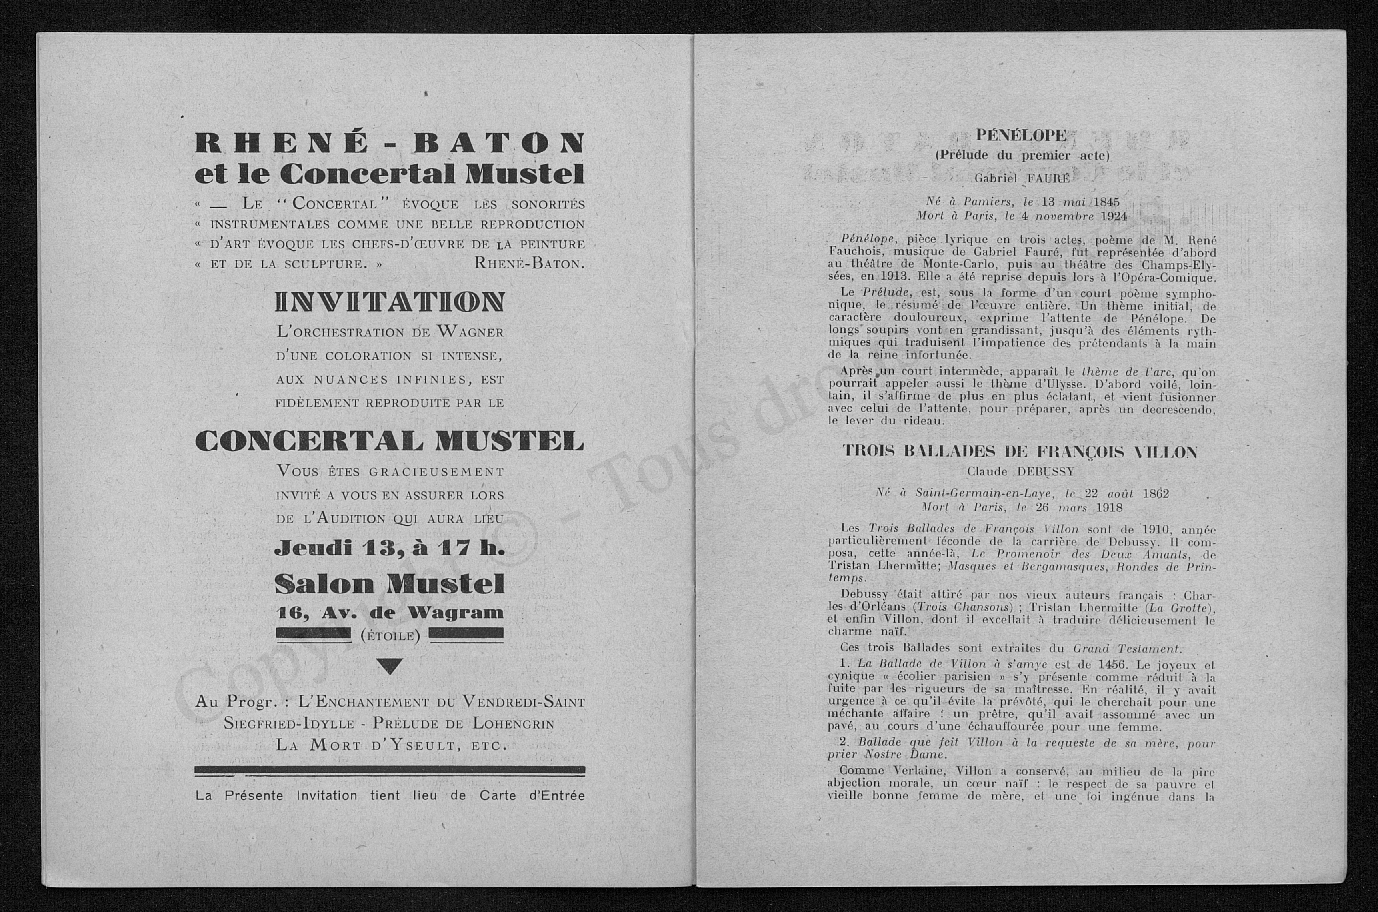 RHENÉ - BATON
et le Concertal Mustel
« — Le "Concertal" évoque les sonorités
« instrumentales comme une belle reproduction
« d'art évoque les chefs-d'œuvre de la peinture
« et de la sculpture. » Rhené-Baton.
INVITATION
L'orchestration de Wagner
d'une coloration si intense,
aux nuances infinies, est
fidèlement reproduite par le
CONCERTAL MUSTEL
Vous êtes gracieusement
invité a vous en assurer lors
de l'Audition qui aura lieu
Jeudi 13, à 17 h.
Salon Mustel
16, Av. de Wagram
(ÉTOILE)
Au Progr. : L'Enchantement du Vendredi-Saint
Siegfried-Idylle - Prélude de Lohengrin
La Mort d'Yseult, etc.
La Présente Invitation tient lieu de Carte d'Entrée
PÉNÉLOPE
(Prélude du premier acte)
Gabriel FAURÉ
Né à Pamiers, le 13 mai 1845
Mort à Paris, le 4 novembre 1924
Pénélope, pièce lyrique en trois actes, poème de M. René
Fauchois, musique de Gabriel Fauré, fut représentée d'abord
au théâtre de Monte-Carlo, puis au théâtre des Champs-Ely-
sées, en 1913. Elle a été reprise depuis lors à l'Opéra-Comique.
Le Prélude, est, sous la forme d'un court poème sympho-
nique, le résumé de l'œuvre entière. Un thème initial, de
caractère douloureux, exprime l'attente de Pénélope. De
longs soupirs vont en grandissant, jusqu'à des éléments ryth-
miques qui traduisent l'impatience des prétendants à la main
de la reine infortunée.
Après un court intermède, apparaît le thème de l'arc, qu'on
pourrait appeler aussi le thème d'Ulysse. D'abord voilé, loin-
tain, il s'affirme de plus en plus éclatant, et vient fusionner
avec celui de l'attente, pour préparer, après un decrescendo,
le lever du rideau.
TROIS BALLADES DE FRANÇOIS VILLON
Claude DEBUSSY
Né à Saint-Germain-en-Laye, le 22 août 1862
Mort à Paris, le 26 mars 1918
Les Trois Ballades de François Villon sont de 1910, année
particulièrement féconde de la carrière de Debussy. Il com-
posa, cette année-là, Le Promenoir des Deux Amants, de
Tristan Lhermitte; Masques et Bergamasques, Rondes de Prin-
temps.
Debussy était attiré par nos vieux auteurs français : Char-
les d'Orléans (Trois Chansons) ; Tristan Lhermitte (La Grotte),
et enfin Villon, dont il excellait à traduire délicieusement le
charme naïf.
Ces trois Ballades sont extraites du Grand Testament.
1. La Ballade de Villon à s'amye est de 1456. Le joyeux et
cynique « écolier parisien » s'y présente comme réduit à la
fuite par les rigueurs de sa maîtresse. En réalité, il y avait
urgence à ce qu'il évite la prévôté, qui le cherchait pour une
méchante affaire : un prêtre, qu'il avait assommé avec un
pavé, au cours d'une échauffourée pour une femme.
2. Ballade que feit Villon à la requeste de sa mère, pour
prier Nostre Dame.
Comme Verlaine, Villon a conservé, au milieu de la pire
abjection morale, un cœur naïf : le respect de sa pauvre et
vieille bonne femme de mère, et une foi ingénue dans la
Copyright © - Tous dro